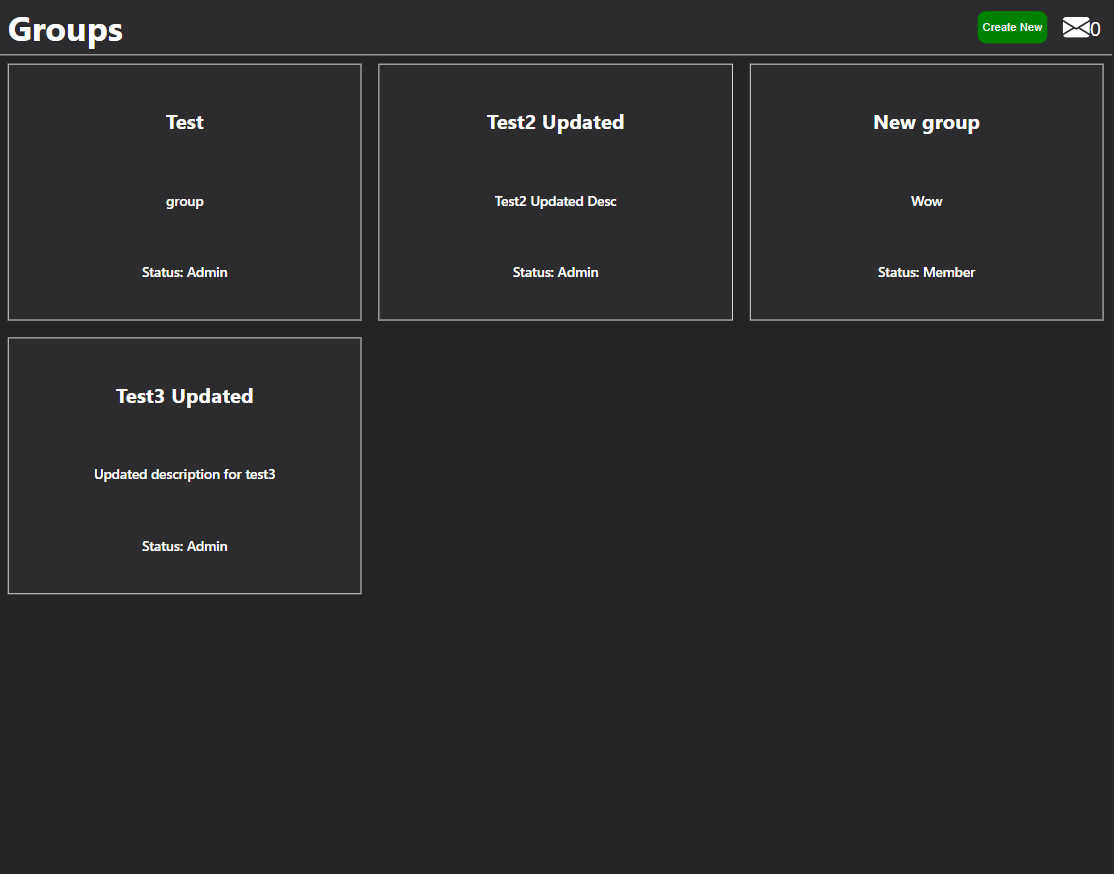 Groups
Create New
0
Test
group
Status: Admin
Test2 Updated
Test2 Updated Desc
Status: Admin
New group
Wow
Status: Member
Test3 Updated
Updated description for test3
Status: Admin